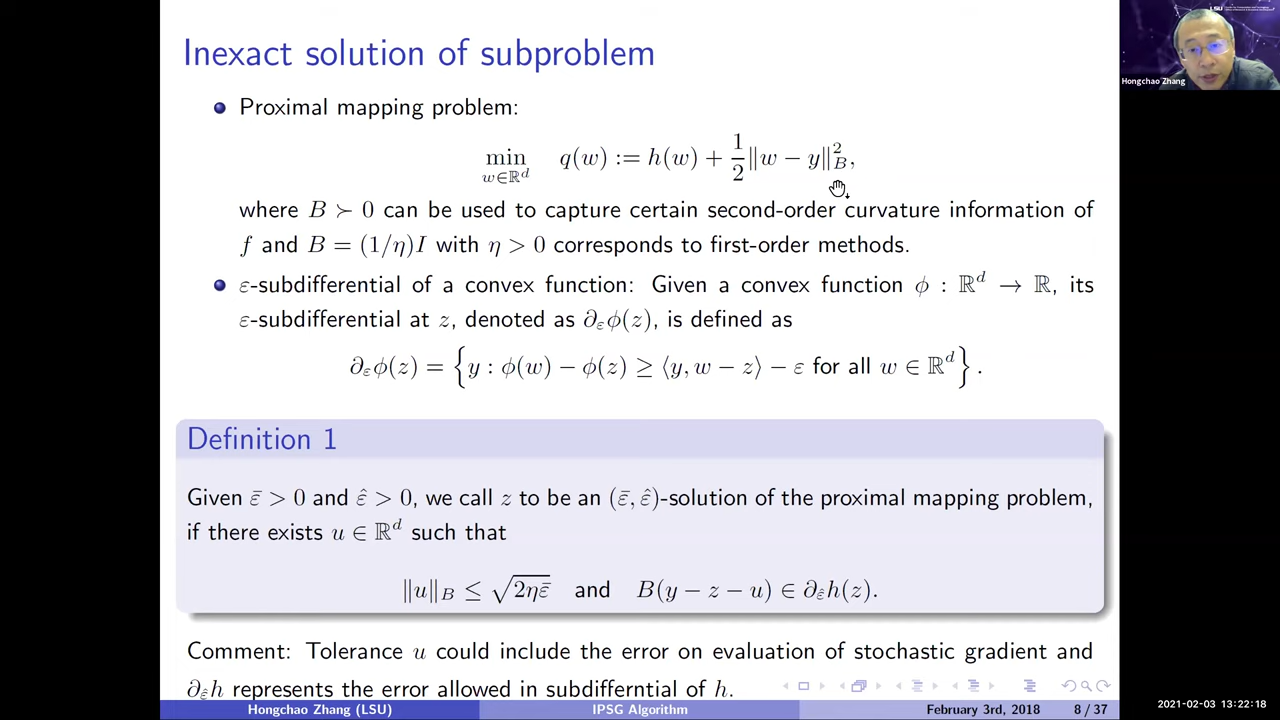 Inexact solution of subproblem
Proximal mapping problem:
min_{w∈ℝ^d} q(w) := h(w) + 1/2 ‖w − y‖²_B,
where B ≻ 0 can be used to capture certain second-order curvature information of
f and B = (1/η)I with η > 0 corresponds to first-order methods.
ε-subdifferential of a convex function: Given a convex function ϕ : ℝ^d → ℝ, its
ε-subdifferential at z, denoted as ∂_ε ϕ(z), is defined as
∂_ε ϕ(z) = { y : ϕ(w) − ϕ(z) ≥ ⟨y, w − z⟩ − ε for all w ∈ ℝ^d } .
Definition 1
Given ε̄ > 0 and ε̂ > 0, we call z to be an (ε̄, ε̂)-solution of the proximal mapping problem,
if there exists u ∈ ℝ^d such that
‖u‖_B ≤ √(2ηε̄) and B(y − z − u) ∈ ∂_ε̂ h(z).
Comment: Tolerance u could include the error on evaluation of stochastic gradient and
∂_ε̂ h represents the error allowed in subdifferntial of h.
Hongchao Zhang (LSU) IPSG Algorithm February 3rd, 2018 8 / 37
LSU
Hongchao Zhang
2021-02-03 13:22:18